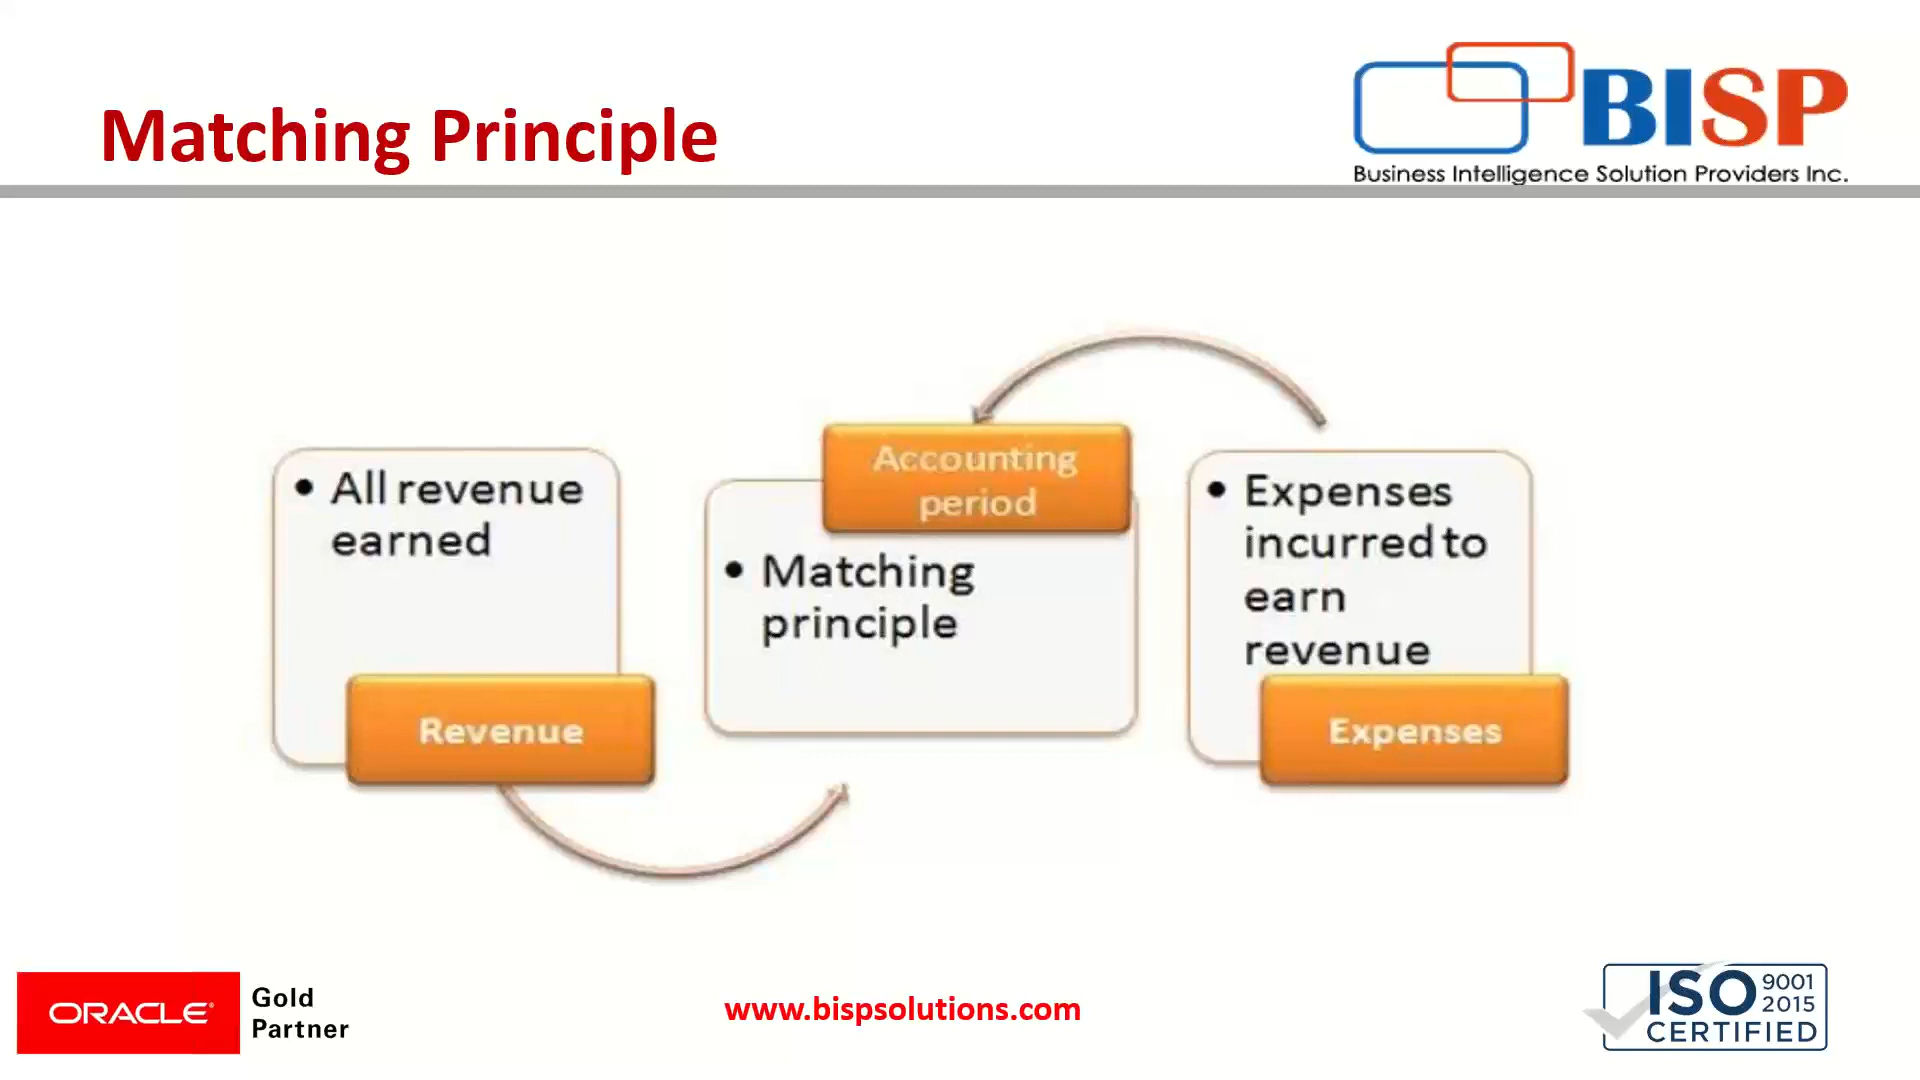 Matching Principle
BISP
Business Intelligence Solution Providers Inc.
• All revenue
earned
Revenue
Accounting
period
• Matching
principle
• Expenses
incurred to
earn
revenue
Expenses
ORACLE®
Gold
Partner
www.bispsolutions.com
ISO 9001
2015
CERTIFIED